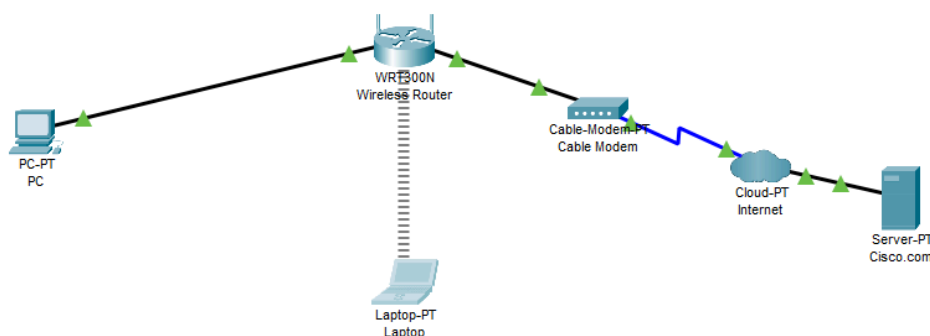 WRT300N
Wireless Router
PC-PT
PC
Cable-Modem-PT
Cable Modem
Cloud-PT
Internet
Server-PT
Cisco.com
Laptop-PT
Laptop